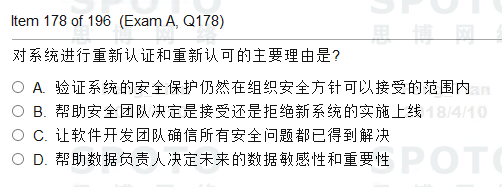 Item 178 of 196 (Exam A, Q178)
对系统进行重新认证和重新认可的主要理由是?
A. 验证系统的安全保护仍然在组织安全方针可以接受的范围内
B. 帮助安全团队决定是接受还是拒绝新系统的实施上线
18/4/10
C. 让软件开发团队确信所有安全问题都已得到解决
D. 帮助数据负责人决定未来的数据敏感性和重要性